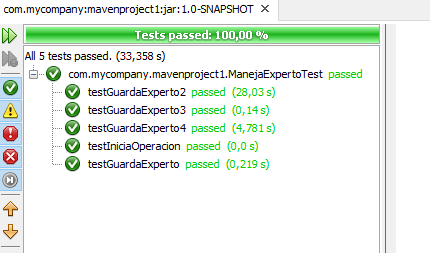 com.mycompany:mavenproject1:jar:1.0-SNAPSHOT
Tests passed: 100,00 %
All 5 tests passed. (33,358 s)
com.mycompany.mavenproject1.ManejaExpertoTest passed
testGuardaExperto2 passed (28,03 s)
testGuardaExperto3 passed (0,14 s)
testGuardaExperto4 passed (4,781 s)
testIniciaOperacion passed (0,0 s)
testGuardaExperto passed (0,219 s)